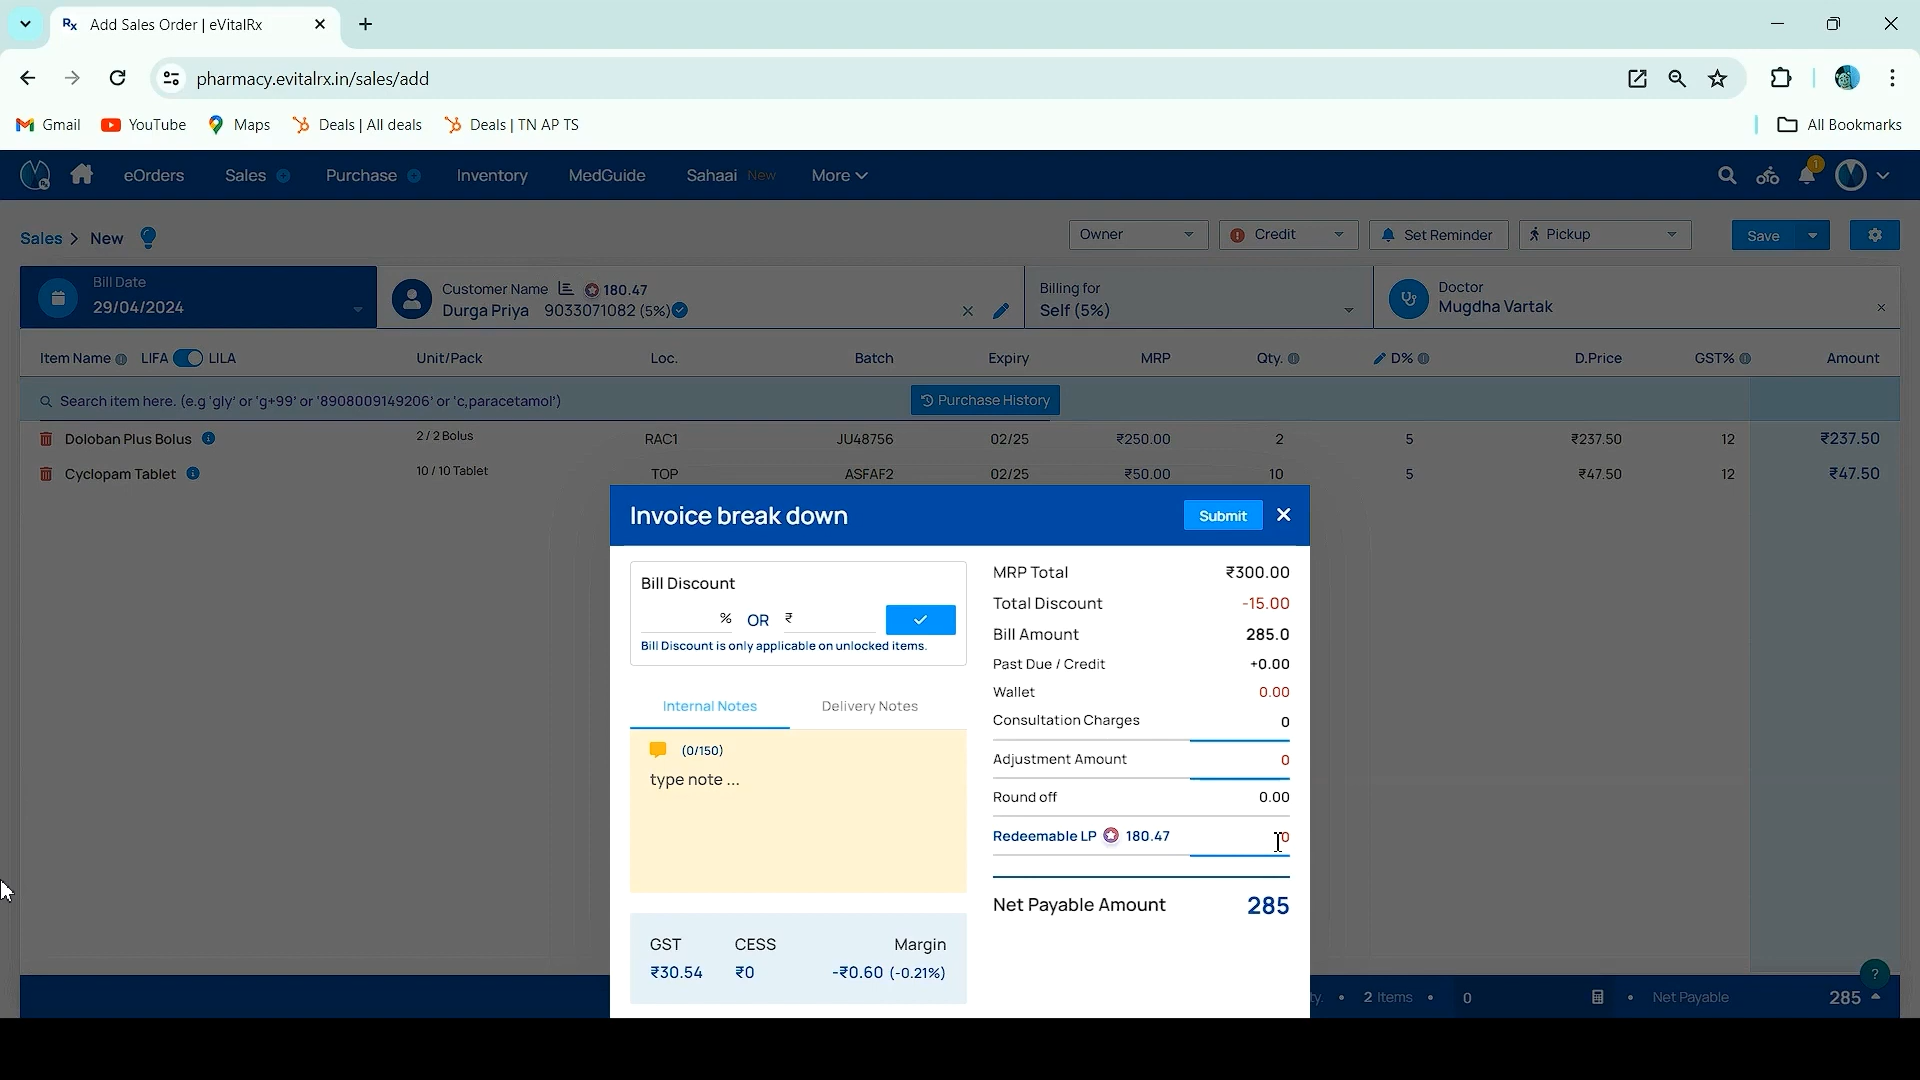 Rx Add Sales Order | eVitalRx
pharmacy.evitalrx.in/sales/add
Gmail YouTube Maps Deals | All deals Deals | TN AP TS All Bookmarks
eOrders Sales Purchase Inventory MedGuide Sahaai New More 1
Sales > New Owner Credit Set Reminder Pickup Save
Bill Date
29/04/2024
Customer Name 180.47
Durga Priya 9033071082 (5%)
Billing for
Self (5%)
Doctor
Mugdha Vartak
Item Name LIFA LILA Unit/Pack Loc. Batch Expiry MRP Qty. D% D.Price GST% Amount
Search item here. (e.g 'gly' or 'g+99' or '8908009149206' or 'c,paracetamol') Purchase History
Doloban Plus Bolus 2 / 2 Bolus RAC1 JU48756 02/25 ₹250.00 2 5 ₹237.50 12 ₹237.50
Cyclopam Tablet 10 / 10 Tablet TOP ASFAF2 02/25 ₹50.00 10 5 ₹47.50 12 ₹47.50
Invoice break down Submit
Bill Discount
% OR ₹
Bill Discount is only applicable on unlocked items.
Internal Notes Delivery Notes
(0/150)
type note ...
GST CESS Margin
₹30.54 ₹0 -₹0.60 (-0.21%)
MRP Total ₹300.00
Total Discount -15.00
Bill Amount 285.0
Past Due / Credit +0.00
Wallet 0.00
Consultation Charges 0
Adjustment Amount 0
Round off 0.00
Redeemable LP 180.47 0
Net Payable Amount 285
ty. • 2 Items • 0 • Net Payable 285
?